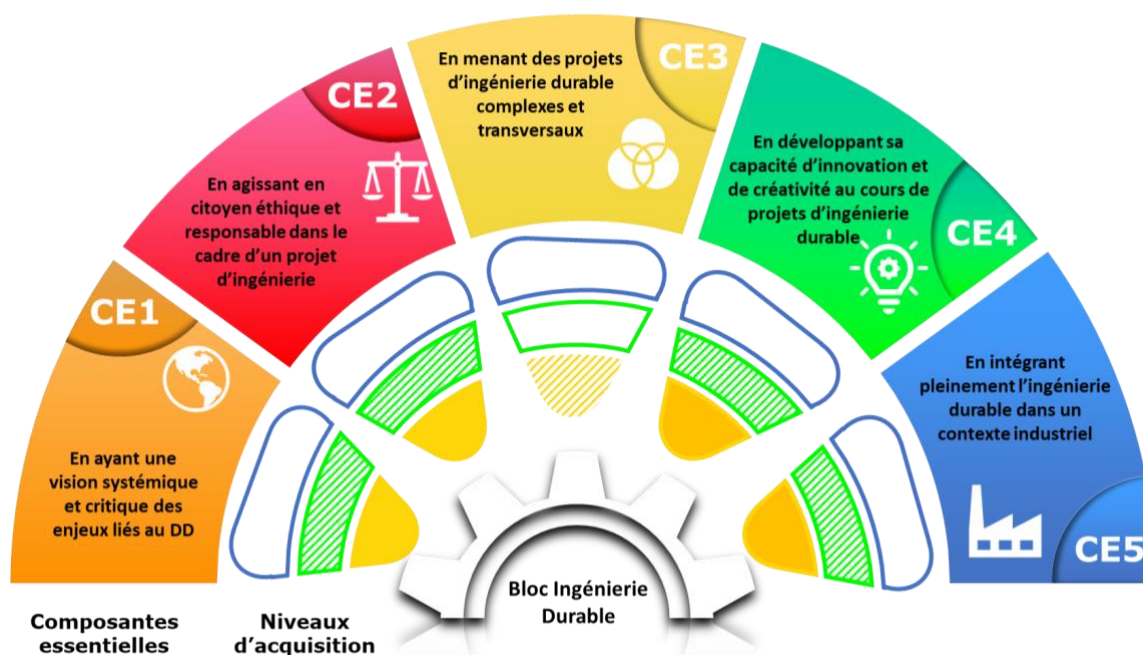 CE1
En ayant une
vision systémique
et critique des
enjeux liés au DD
CE2
En agissant en
citoyen éthique et
responsable dans le
cadre d'un projet
d'ingénierie
CE3
En menant des projets
d'ingénierie durable
complexes et
transversaux
En développant sa
capacité d'innovation et
de créativité au cours de
projets d'ingénierie
durable
CE4
En intégrant
pleinement l'ingénierie
durable dans un
contexte industriel
CE5
Bloc Ingénierie
Durable
Composantes
essentielles
Niveaux
d'acquisition